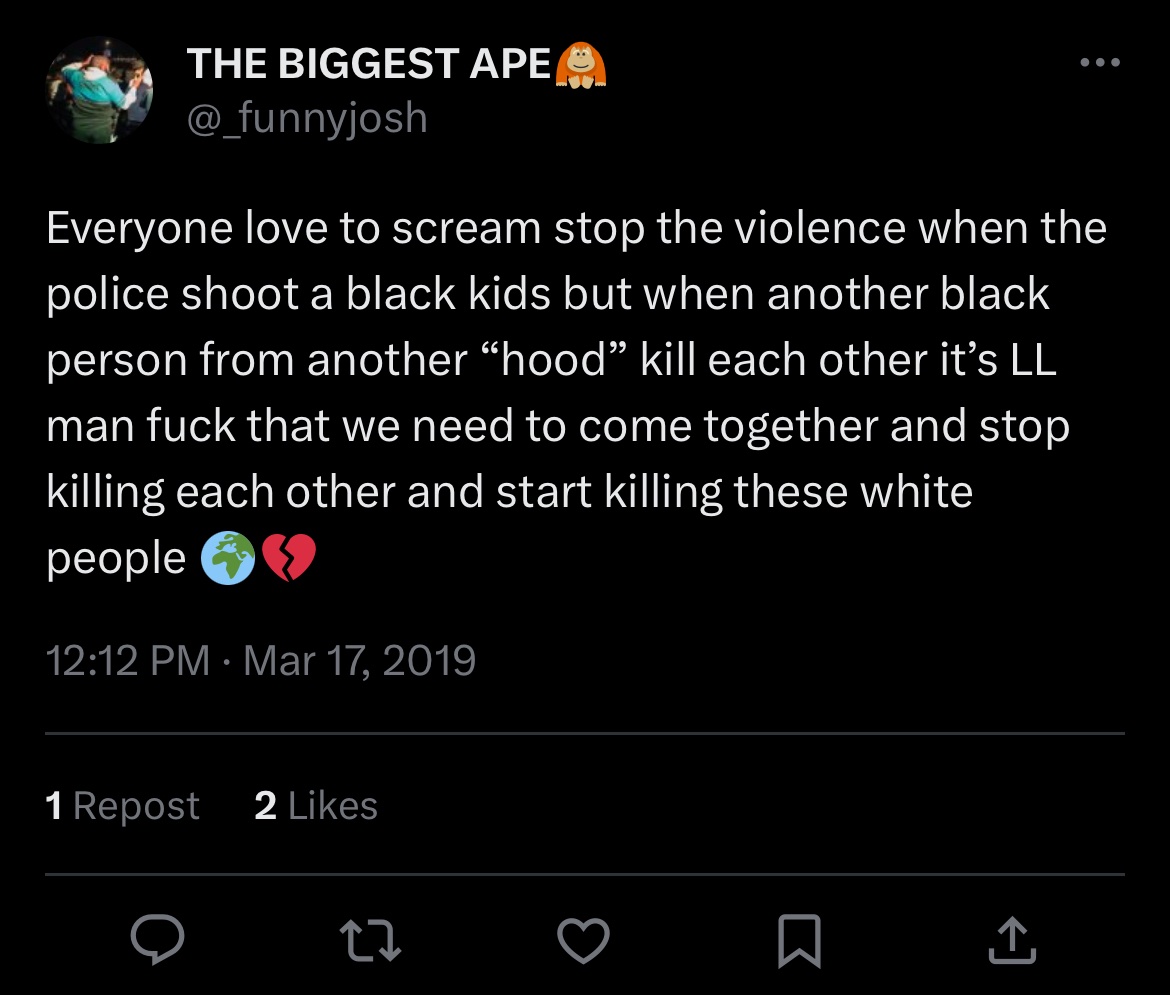 THE BIGGEST APE🦧
@_funnyjosh
Everyone love to scream stop the violence when the
police shoot a black kids but when another black
person from another “hood” kill each other it’s LL
man fuck that we need to come together and stop
killing each other and start killing these white
people 🌍💔
12:12 PM · Mar 17, 2019
1 Repost 2 Likes